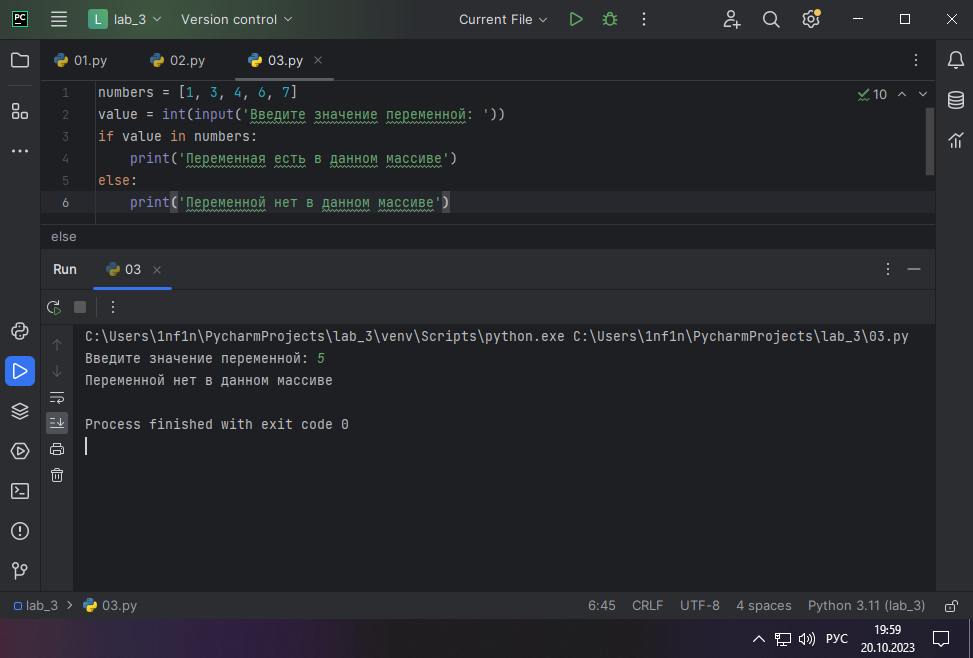 PC L lab_3 Version control Current File
01.py 02.py 03.py
1 numbers = [1, 3, 4, 6, 7] 10
2 value = int(input('Введите значение переменной: '))
3 if value in numbers:
4 print('Переменная есть в данном массиве')
5 else:
6 print('Переменной нет в данном массиве')
else
Run 03
C:\Users\1nf1n\PycharmProjects\lab_3\venv\Scripts\python.exe C:\Users\1nf1n\PycharmProjects\lab_3\03.py
Введите значение переменной: 5
Переменной нет в данном массиве
Process finished with exit code 0
lab_3 > 03.py 6:45 CRLF UTF-8 4 spaces Python 3.11 (lab_3)
РУС 19:59
20.10.2023